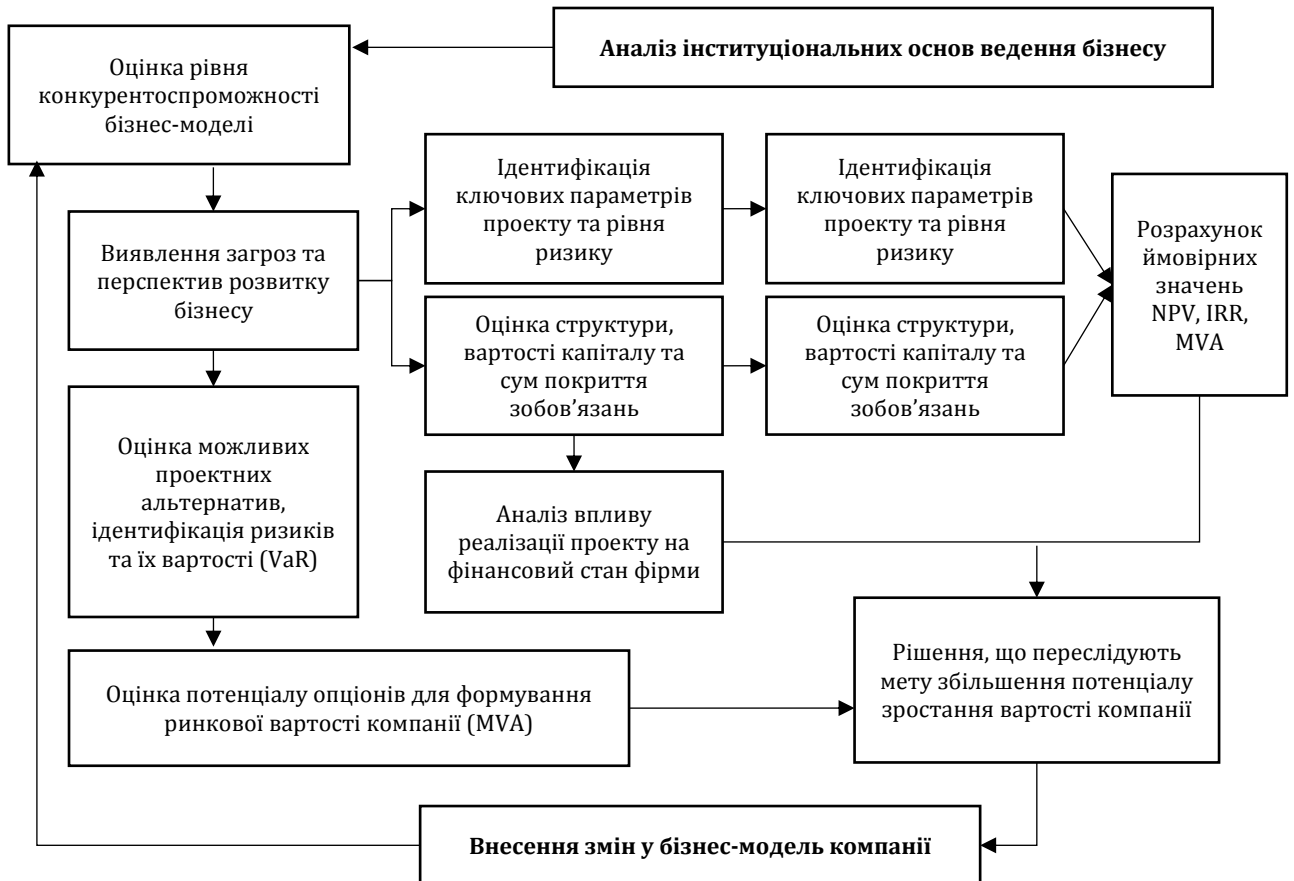 Аналіз інституціональних основ ведення бізнесу
Оцінка рівня
конкурентоспроможності
бізнес-моделі
Виявлення загроз та
перспектив розвитку
бізнесу
Ідентифікація
ключових параметрів
проекту та рівня
ризику
Ідентифікація
ключових параметрів
проекту та рівня
ризику
Розрахунок
ймовірних
значень
NPV, IRR,
MVA
Оцінка структури,
вартості капіталу та
сум покриття
зобов’язань
Оцінка структури,
вартості капіталу та
сум покриття
зобов’язань
Оцінка можливих
проектних
альтернатив,
ідентифікація ризиків
та їх вартості (VaR)
Аналіз впливу
реалізації проекту на
фінансовий стан фірми
Оцінка потенціалу опціонів для формування
ринкової вартості компанії (MVA)
Рішення, що переслідують
мету збільшення потенціалу
зростання вартості компанії
Внесення змін у бізнес-модель компанії